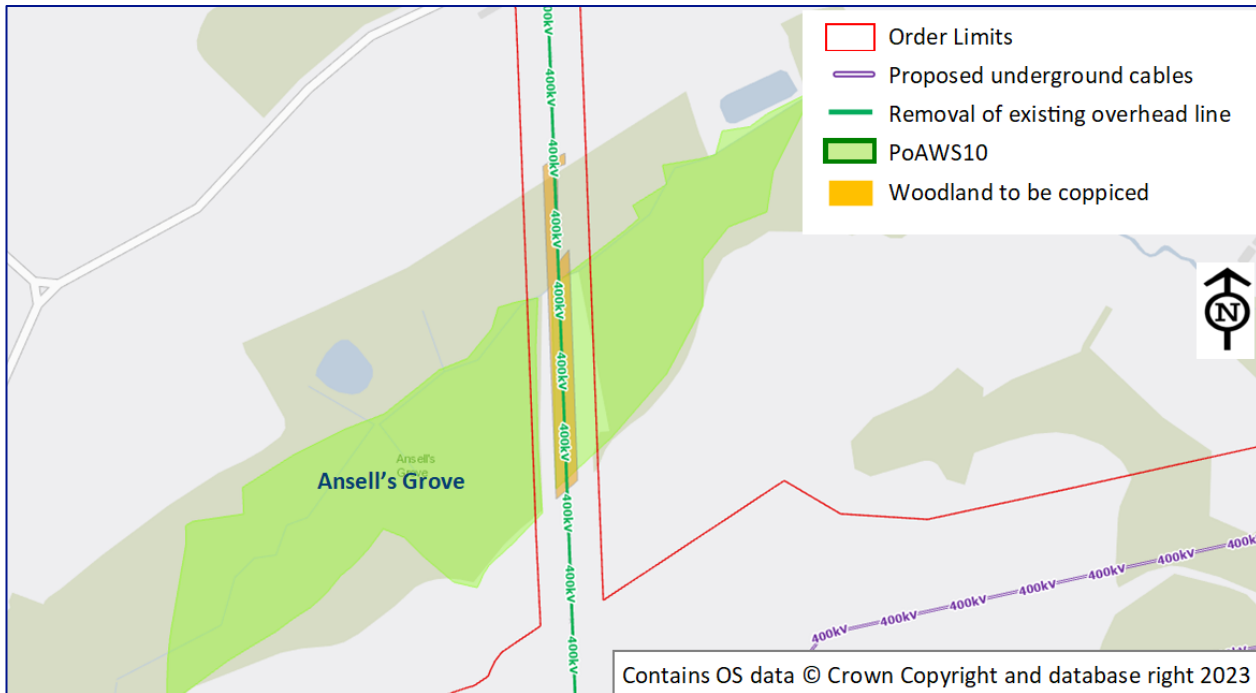 Order Limits
Proposed underground cables
Removal of existing overhead line
PoAWS10
Woodland to be coppiced
N
400kV
400kV
400kV
400kV
400kV
400kV
400kV
400kV
400kV
400kV
400kV
Ansell's
Grove
Ansell’s Grove
400kV
400kV
400kV
400kV
400kV
400kV
Contains OS data © Crown Copyright and database right 2023